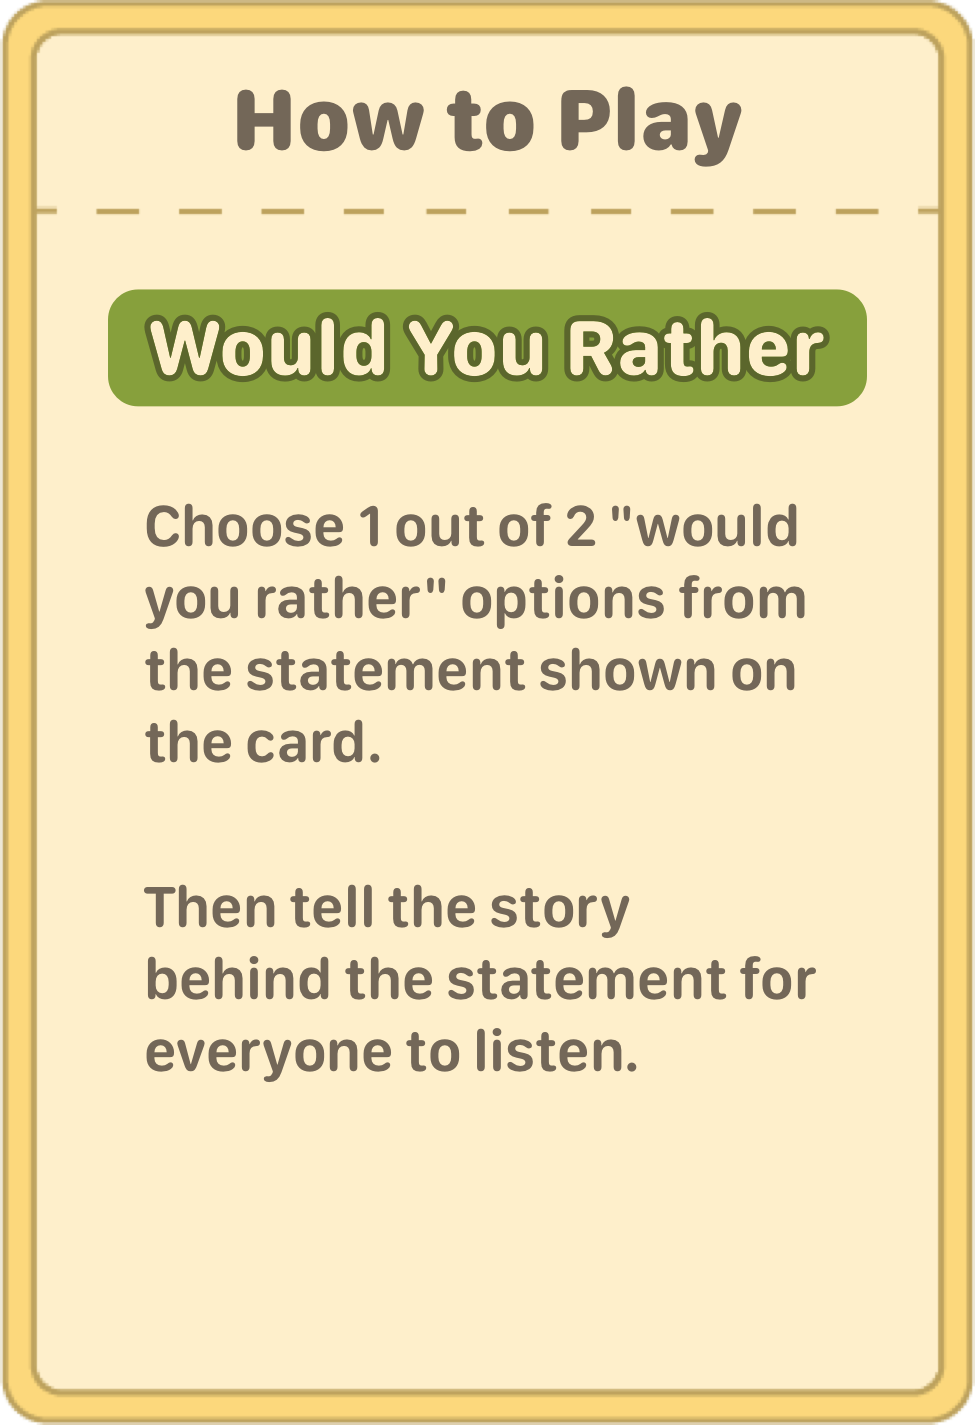 How to Play
Would You Rather
Choose 1 out of 2 "would
you rather" options from
the statement shown on
the card.
Then tell the story
behind the statement for
everyone to listen.